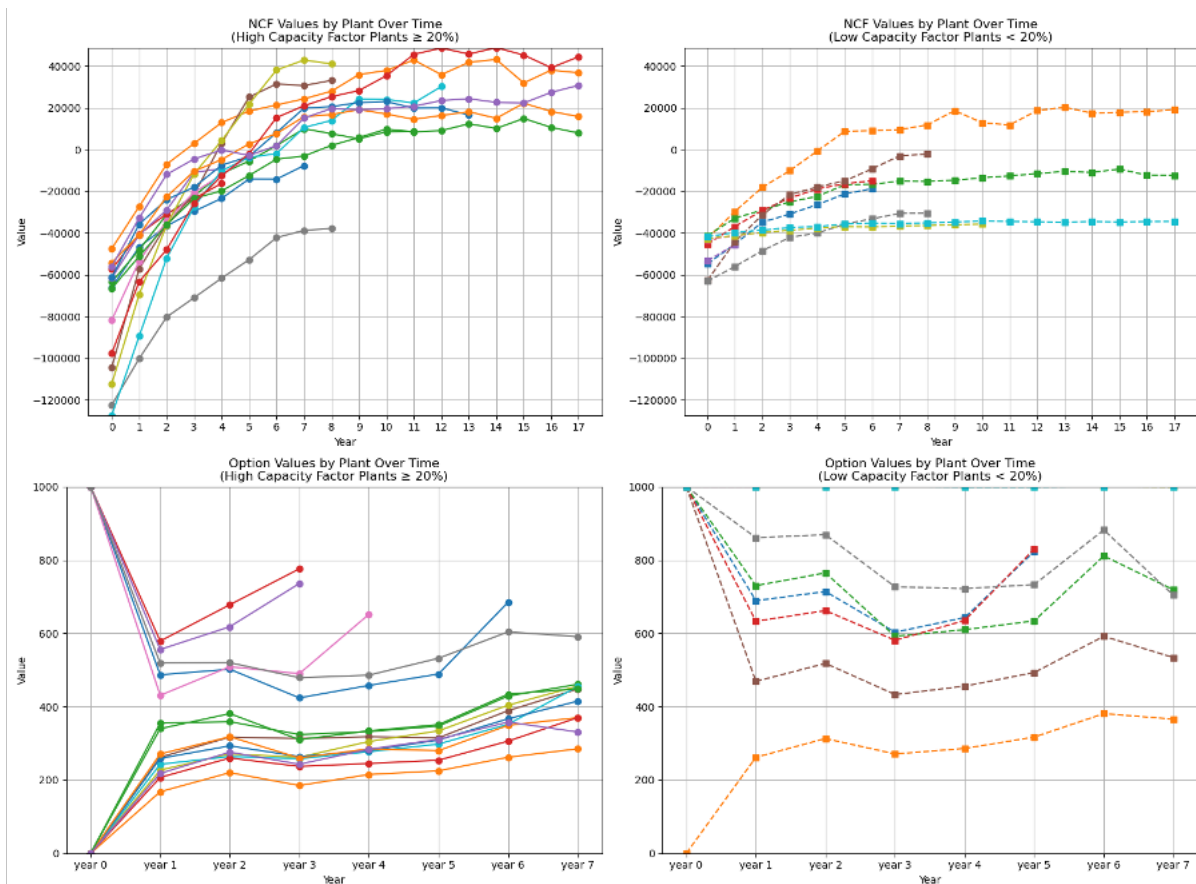 NCF Values by Plant Over Time
(High Capacity Factor Plants ≥ 20%)
40000
20000
0
−20000
−40000
−60000
−80000
−100000
−120000
Value
0 1 2 3 4 5 6 7 8 9 10 11 12 13 14 15 16 17
Year
NCF Values by Plant Over Time
(Low Capacity Factor Plants < 20%)
40000
20000
0
−20000
−40000
−60000
−80000
−100000
−120000
Value
0 1 2 3 4 5 6 7 8 9 10 11 12 13 14 15 16 17
Year
Option Values by Plant Over Time
(High Capacity Factor Plants ≥ 20%)
1000
800
600
400
200
0
Value
year 0 year 1 year 2 year 3 year 4 year 5 year 6 year 7
Year
Option Values by Plant Over Time
(Low Capacity Factor Plants < 20%)
1000
800
600
400
200
0
Value
year 0 year 1 year 2 year 3 year 4 year 5 year 6 year 7
Year